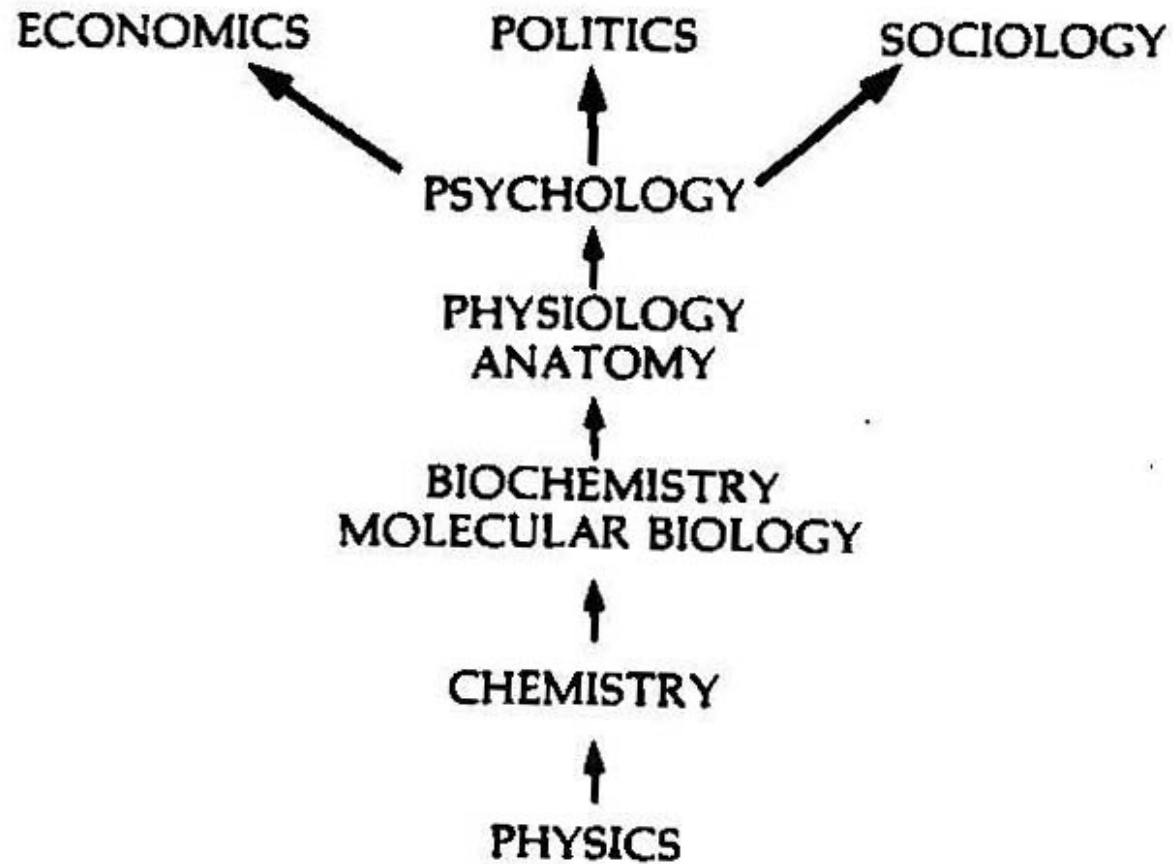 ECONOMICS POLITICS SOCIOLOGY
PSYCHOLOGY
PHYSIOLOGY
ANATOMY
BIOCHEMISTRY
MOLECULAR BIOLOGY
CHEMISTRY
PHYSICS